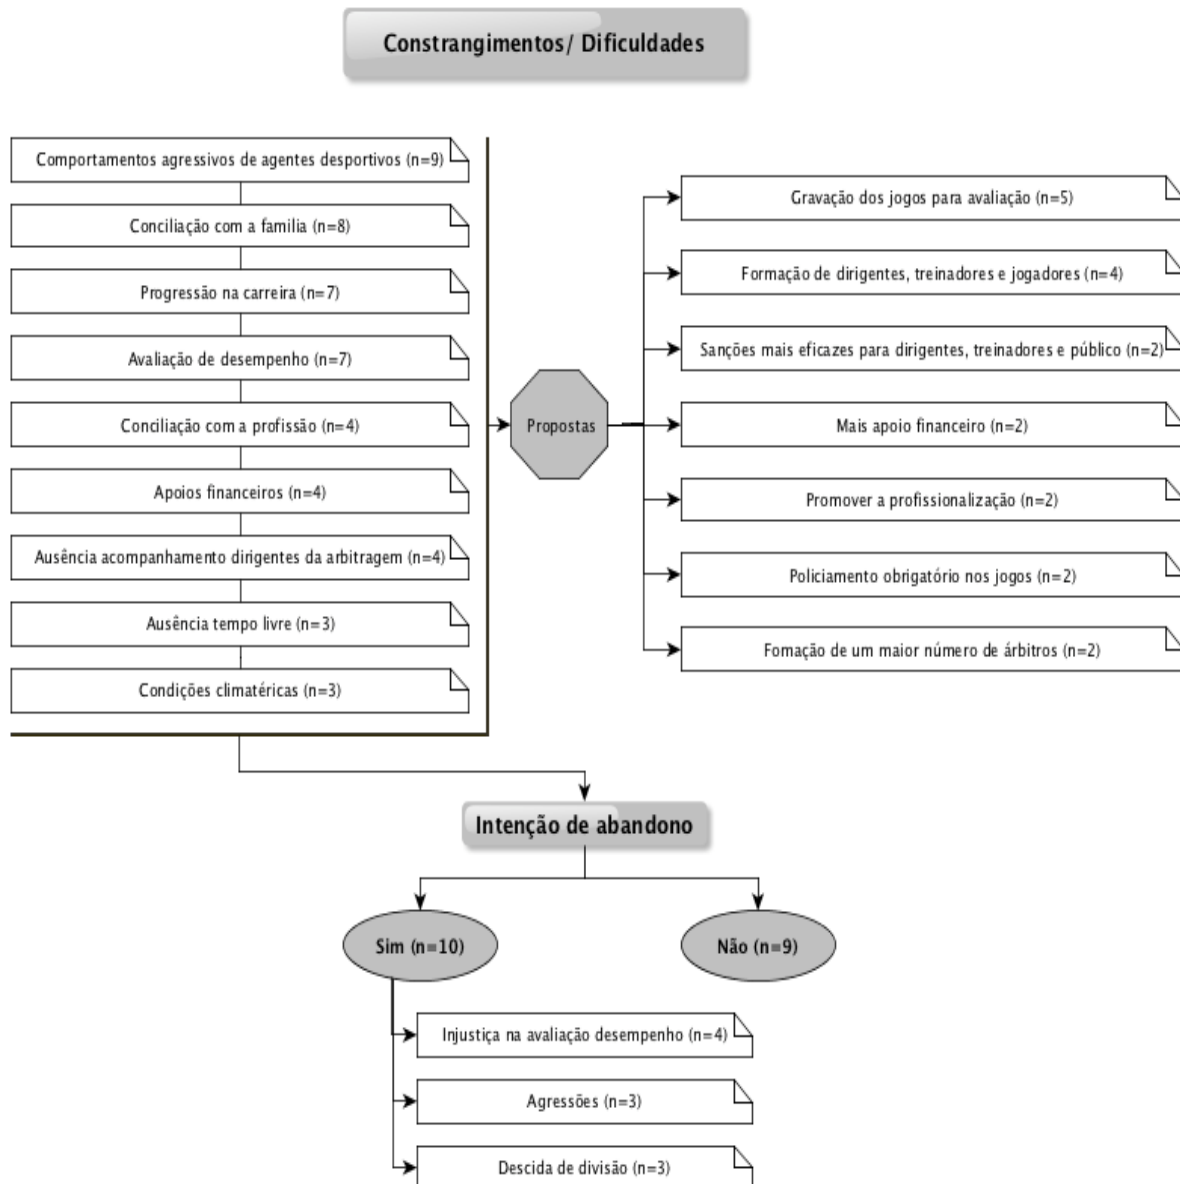 Constrangimentos/ Dificuldades
Comportamentos agressivos de agentes desportivos (n=9)
Conciliação com a familia (n=8)
Progressão na carreira (n=7)
Avaliação de desempenho (n=7)
Conciliação com a profissão (n=4)
Apoios financeiros (n=4)
Ausência acompanhamento dirigentes da arbitragem (n=4)
Ausência tempo livre (n=3)
Condições climatéricas (n=3)
Propostas
Gravação dos jogos para avaliação (n=5)
Formação de dirigentes, treinadores e jogadores (n=4)
Sanções mais eficazes para dirigentes, treinadores e público (n=2)
Mais apoio financeiro (n=2)
Promover a profissionalização (n=2)
Policiamento obrigatório nos jogos (n=2)
Fomação de um maior número de árbitros (n=2)
Intenção de abandono
Sim (n=10)
Não (n=9)
Injustiça na avaliação desempenho (n=4)
Agressões (n=3)
Descida de divisão (n=3)